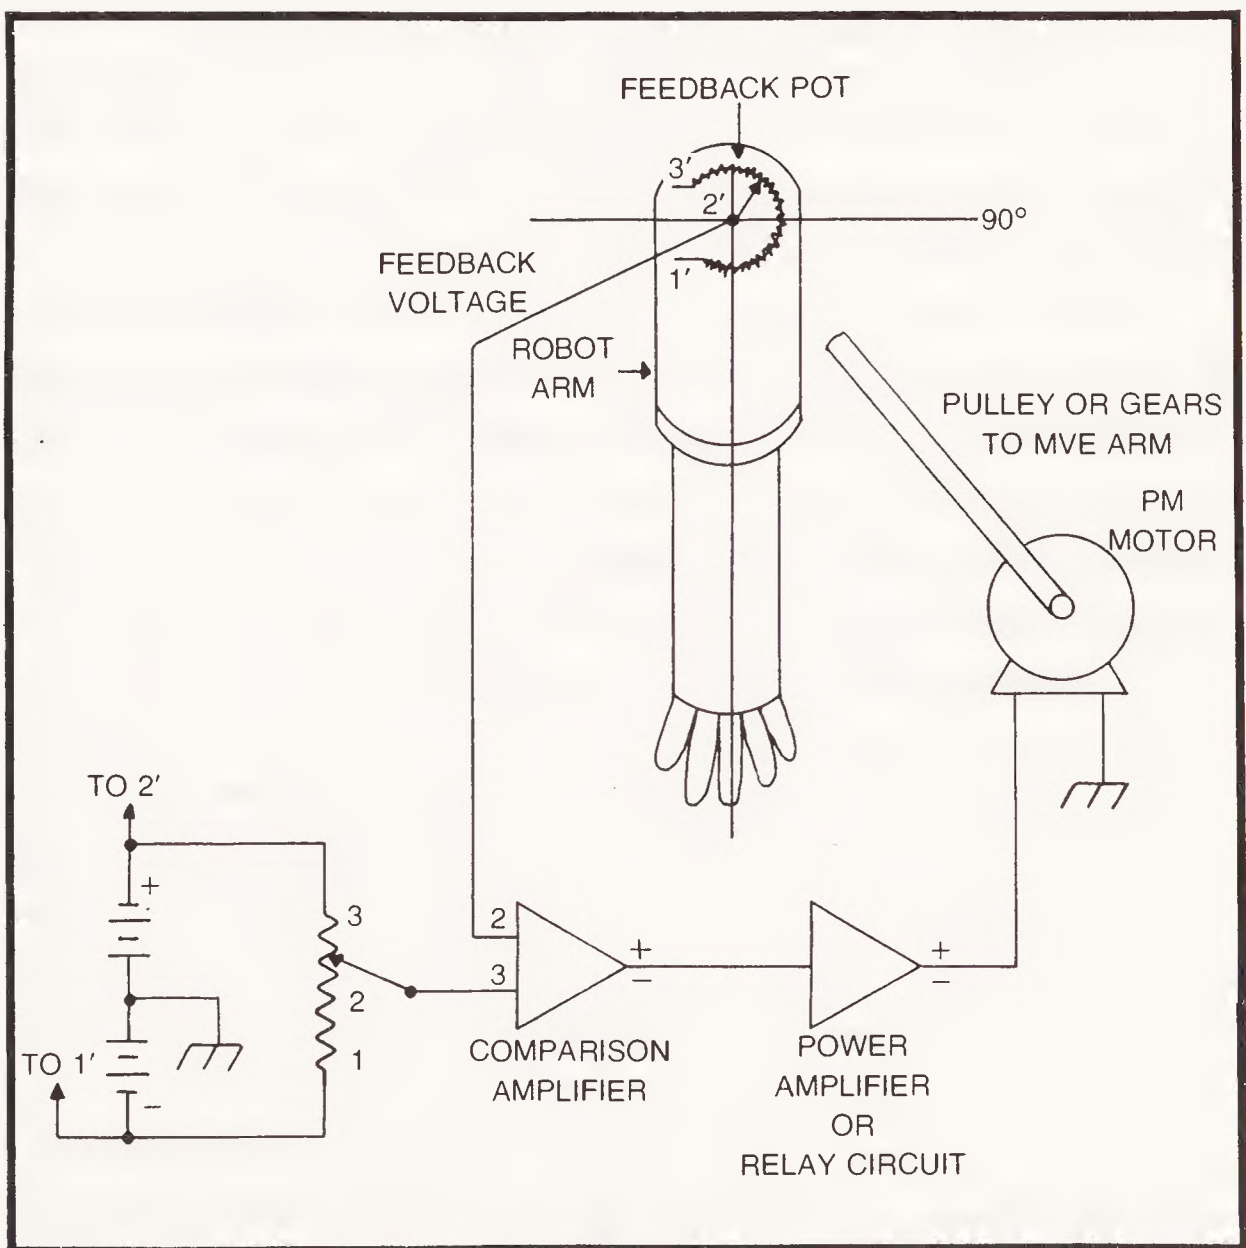 FEEDBACK POT
3'
2'
90°
1'
FEEDBACK
VOLTAGE
ROBOT
ARM
PULLEY OR GEARS
TO MVE ARM
PM
MOTOR
TO 2'
+
3
2
1
TO 1'
−
2
3
+
−
+
−
COMPARISON
AMPLIFIER
POWER
AMPLIFIER
OR
RELAY CIRCUIT